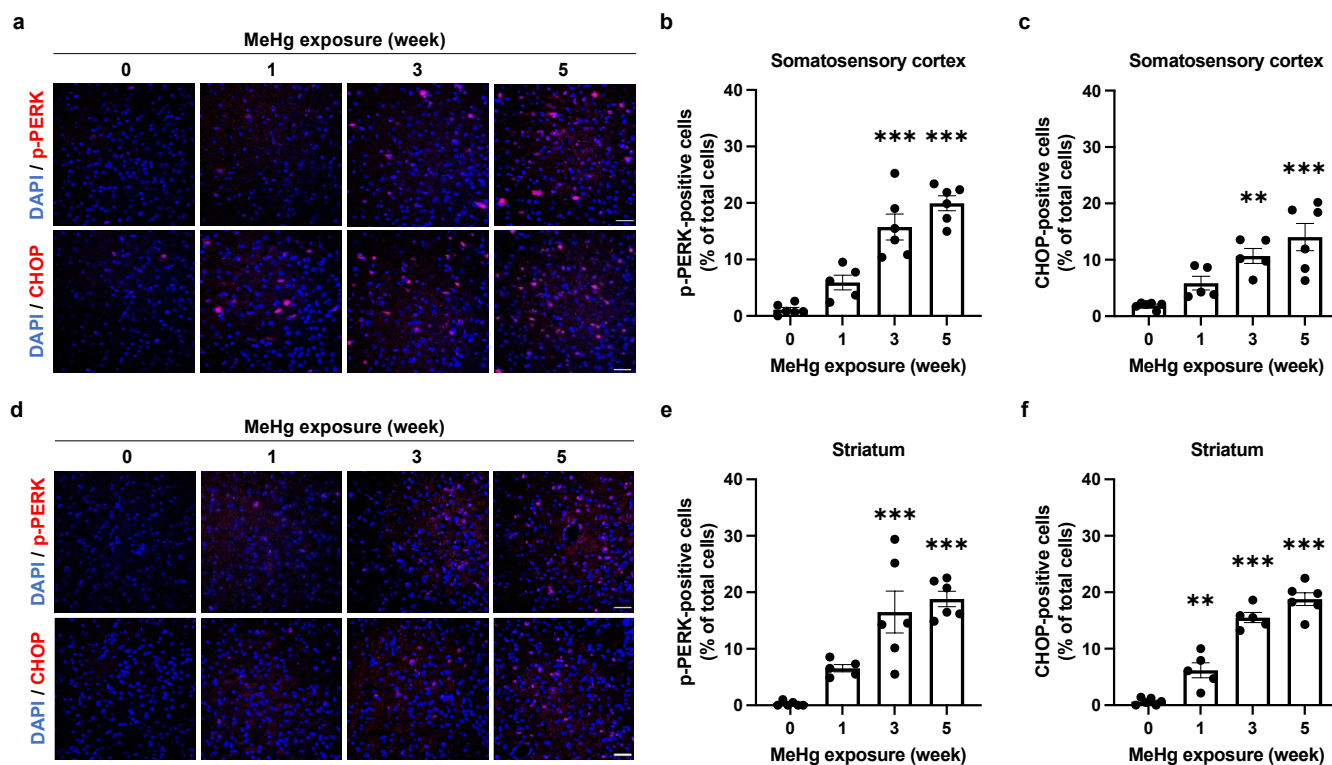 a
MeHg exposure (week)
0 1 3 5
DAPI / p-PERK
DAPI / CHOP
b
Somatosensory cortex
p-PERK-positive cells
(% of total cells)
40
30
20
10
0
*** ***
0 1 3 5
MeHg exposure (week)
c
Somatosensory cortex
CHOP-positive cells
(% of total cells)
40
30
20
10
0
** ***
0 1 3 5
MeHg exposure (week)
d
MeHg exposure (week)
0 1 3 5
DAPI / p-PERK
DAPI / CHOP
e
Striatum
p-PERK-positive cells
(% of total cells)
40
30
20
10
0
*** ***
0 1 3 5
MeHg exposure (week)
f
Striatum
CHOP-positive cells
(% of total cells)
40
30
20
10
0
** *** ***
0 1 3 5
MeHg exposure (week)